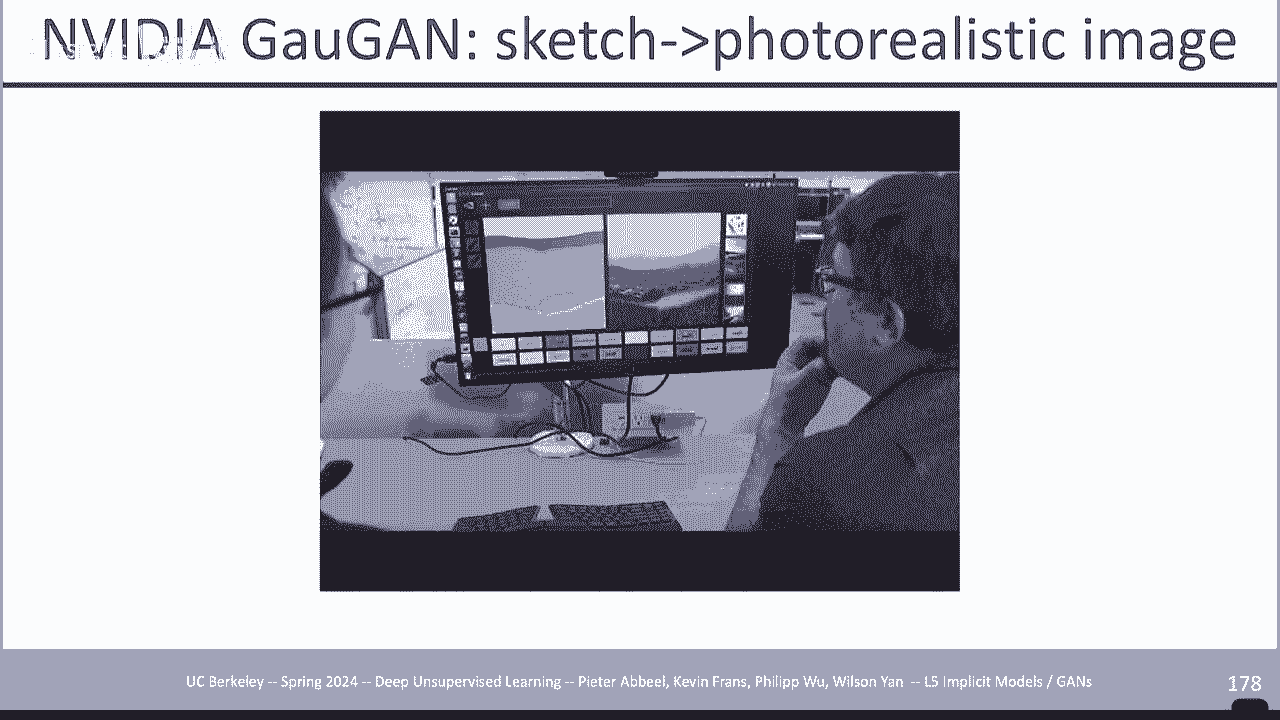 NVIDIA GauGAN: sketch->photorealistic image
UC Berkeley -- Spring 2024 -- Deep Unsupervised Learning -- Pieter Abbeel, Kevin Frans, Philipp Wu, Wilson Yan -- L5 Implicit Models / GANs
178